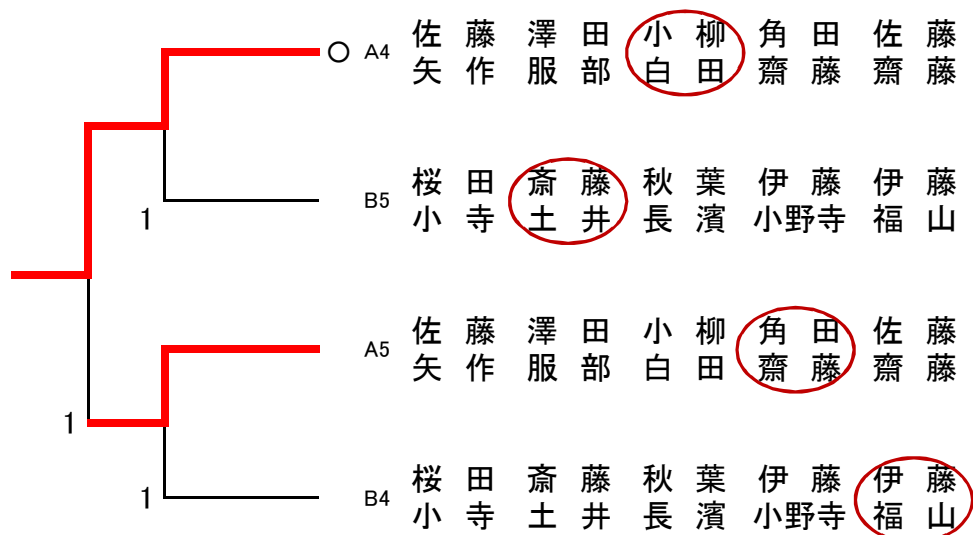 ○ A4 佐藤 澤田 小柳 角田 佐藤
矢作 服部 白田 齋藤 齋藤
1 B5 桜田 斎藤 秋葉 伊藤 伊藤
小寺 土井 長濱 小野寺 福山
A5 佐藤 澤田 小柳 角田 佐藤
矢作 服部 白田 齋藤 齋藤
1
1 B4 桜田 斎藤 秋葉 伊藤 伊藤
小寺 土井 長濱 小野寺 福山